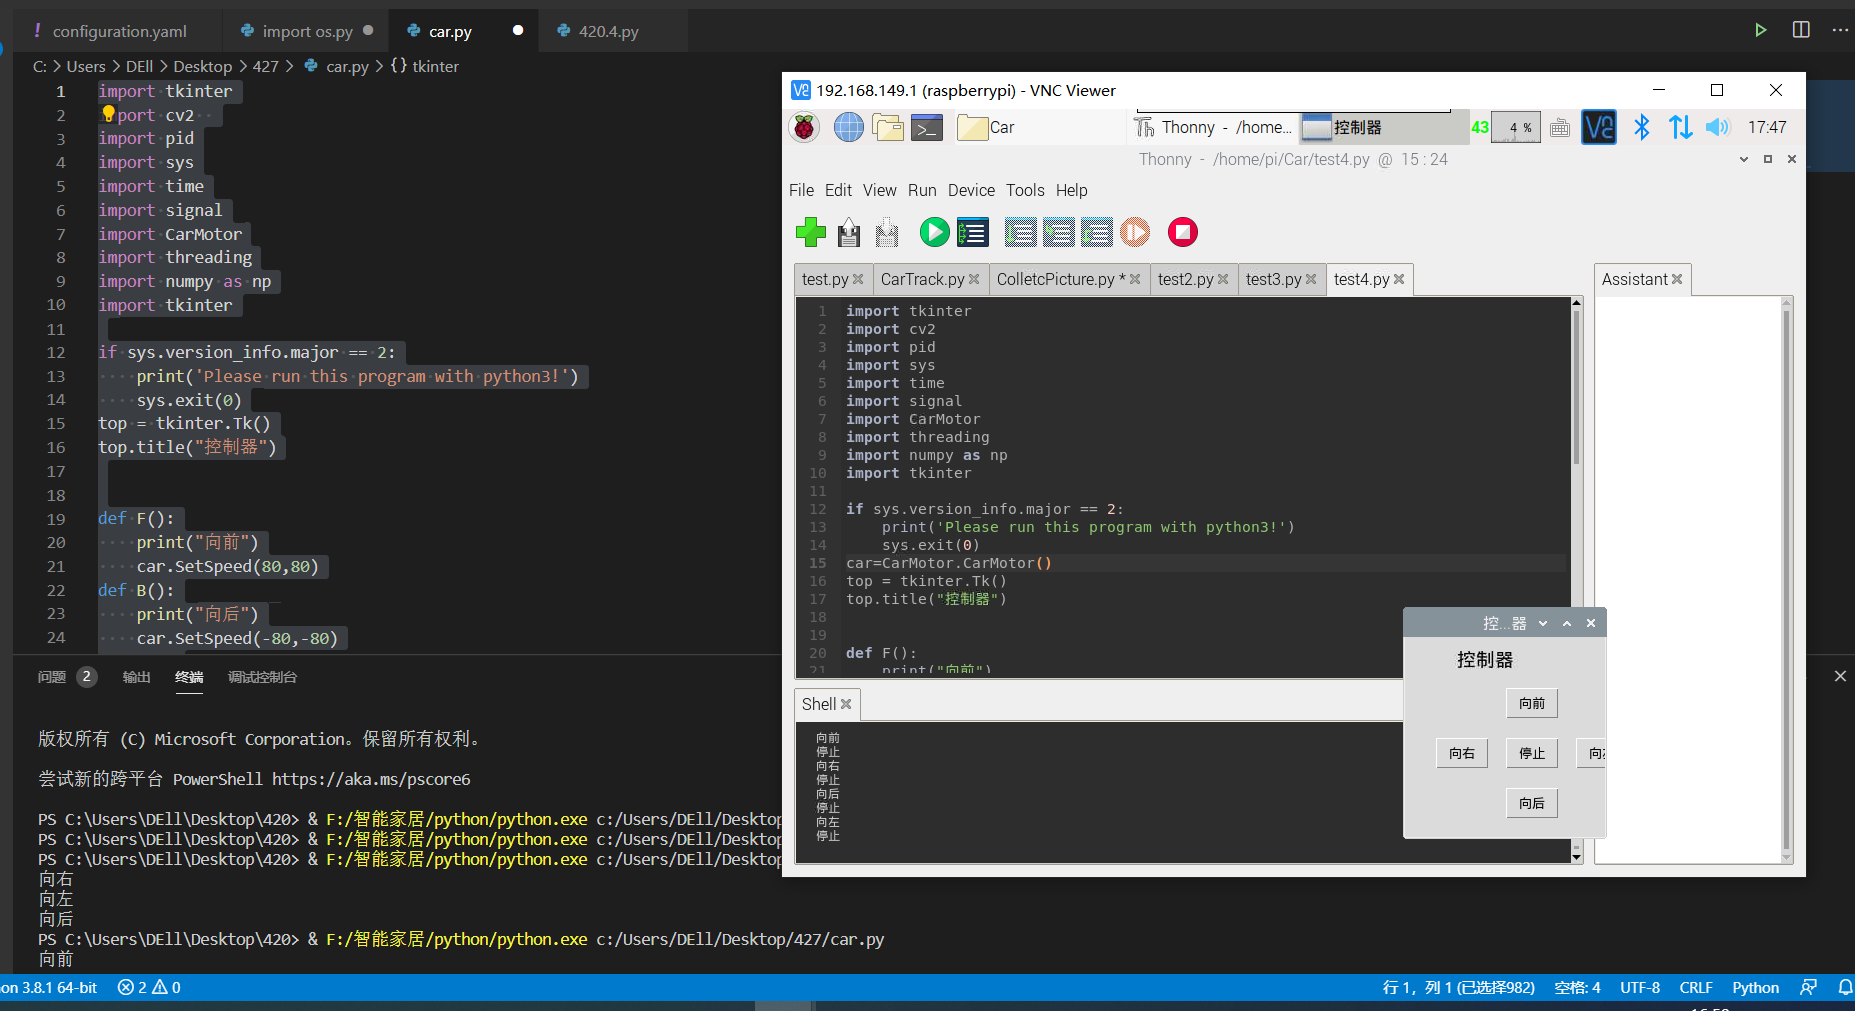 configuration.yaml
import os.py
car.py
420.4.py
C: > Users > DEll > Desktop > 427 > car.py > {} tkinter
1 import tkinter
2 port cv2
3 import pid
4 import sys
5 import time
6 import signal
7 import CarMotor
8 import threading
9 import numpy as np
10 import tkinter
11
12 if sys.version_info.major == 2:
13 print('Please run this program with python3!')
14 sys.exit(0)
15 top = tkinter.Tk()
16 top.title("控制器")
17
18
19 def F():
20 print("向前")
21 car.SetSpeed(80,80)
22 def B():
23 print("向后")
24 car.SetSpeed(-80,-80)
问题 2 输出 终端 调试控制台
版权所有 (C) Microsoft Corporation。保留所有权利。
尝试新的跨平台 PowerShell https://aka.ms/pscore6
PS C:\Users\DEll\Desktop\420> & F:/智能家居/python/python.exe c:/Users/DEll/Desktop
PS C:\Users\DEll\Desktop\420> & F:/智能家居/python/python.exe c:/Users/DEll/Desktop
PS C:\Users\DEll\Desktop\420> & F:/智能家居/python/python.exe c:/Users/DEll/Desktop
向右
向左
向后
PS C:\Users\DEll\Desktop\420> & F:/智能家居/python/python.exe c:/Users/DEll/Desktop/427/car.py
向前
on 3.8.1 64-bit 2 0
行 1，列 1 (已选择982) 空格: 4 UTF-8 CRLF Python
192.168.149.1 (raspberrypi) - VNC Viewer
Car
Thonny - /home...
控制器
43 4 % 17:47
Thonny - /home/pi/Car/test4.py @ 15:24
File Edit View Run Device Tools Help
test.py CarTrack.py ColletcPicture.py * test2.py test3.py test4.py
Assistant
1 import tkinter
2 import cv2
3 import pid
4 import sys
5 import time
6 import signal
7 import CarMotor
8 import threading
9 import numpy as np
10 import tkinter
11
12 if sys.version_info.major == 2:
13 print('Please run this program with python3!')
14 sys.exit(0)
15 car=CarMotor.CarMotor()
16 top = tkinter.Tk()
17 top.title("控制器")
18
19
20 def F():
21 print("向前")
Shell
向前
停止
向右
停止
向后
停止
向左
停止
控...器
控制器
向前
向右 停止 向左
向后